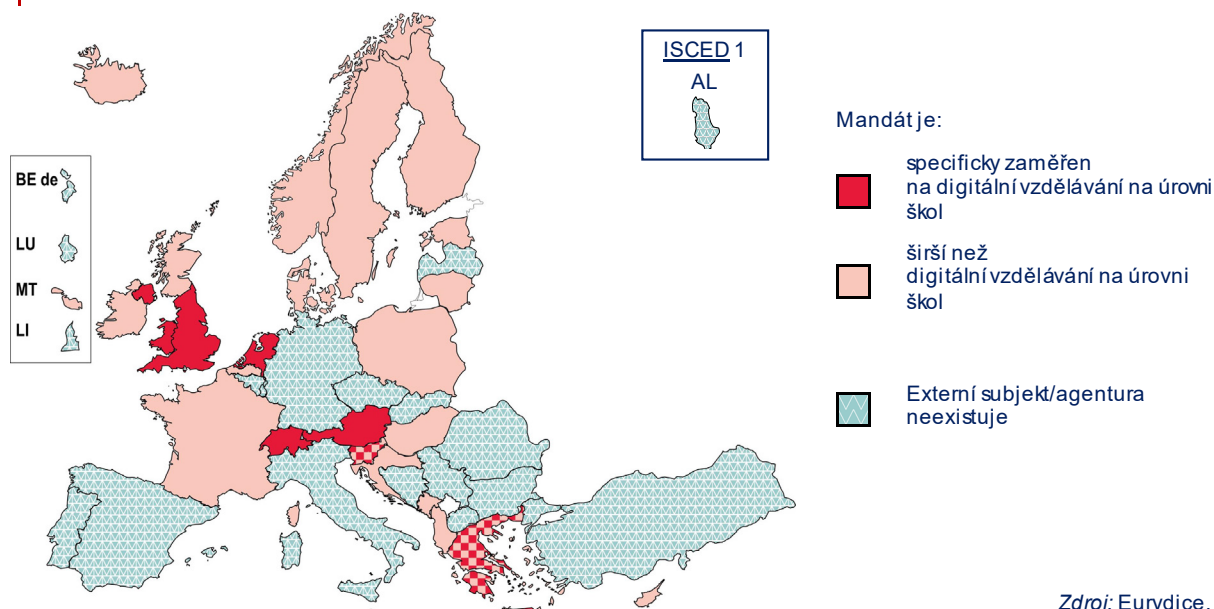 BE de
LU
MT
LI
ISCED 1
AL
Mandát je:
specificky zaměřen
na digitální vzdělávání na úrovni
škol
širší než
digitální vzdělávání na úrovni
škol
Externí subjekt/agentura
neexistuje
Zdroj: Eurydice.